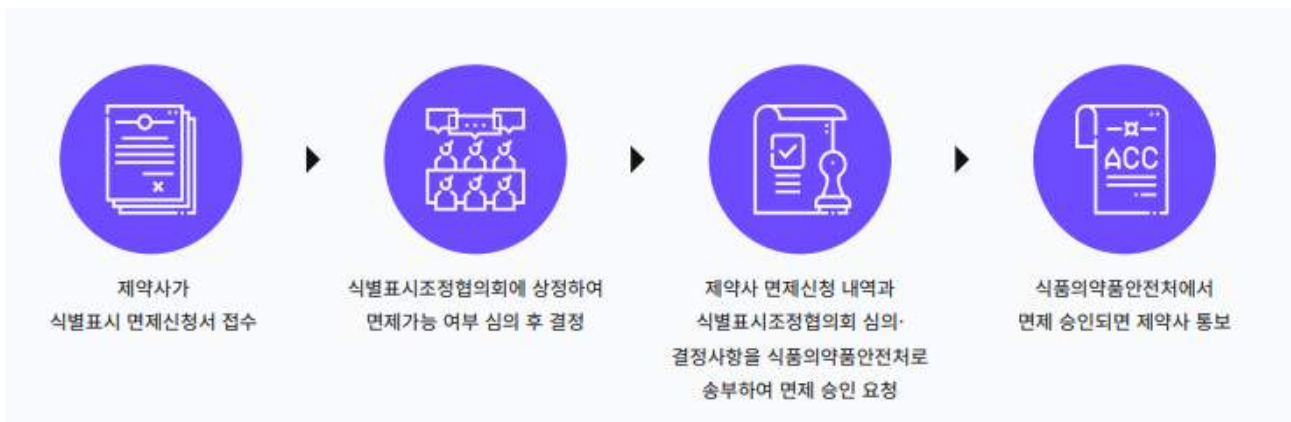 ACC
제약사가
식별표시 면제신청서 접수
식별표시조정협의회에 상정하여
면제가능 여부 심의 후 결정
제약사 면제신청 내역과
식별표시조정협의회 심의·
결정사항을 식품의약품안전처로
송부하여 면제 승인 요청
식품의약품안전처에서
면제 승인되면 제약사 통보